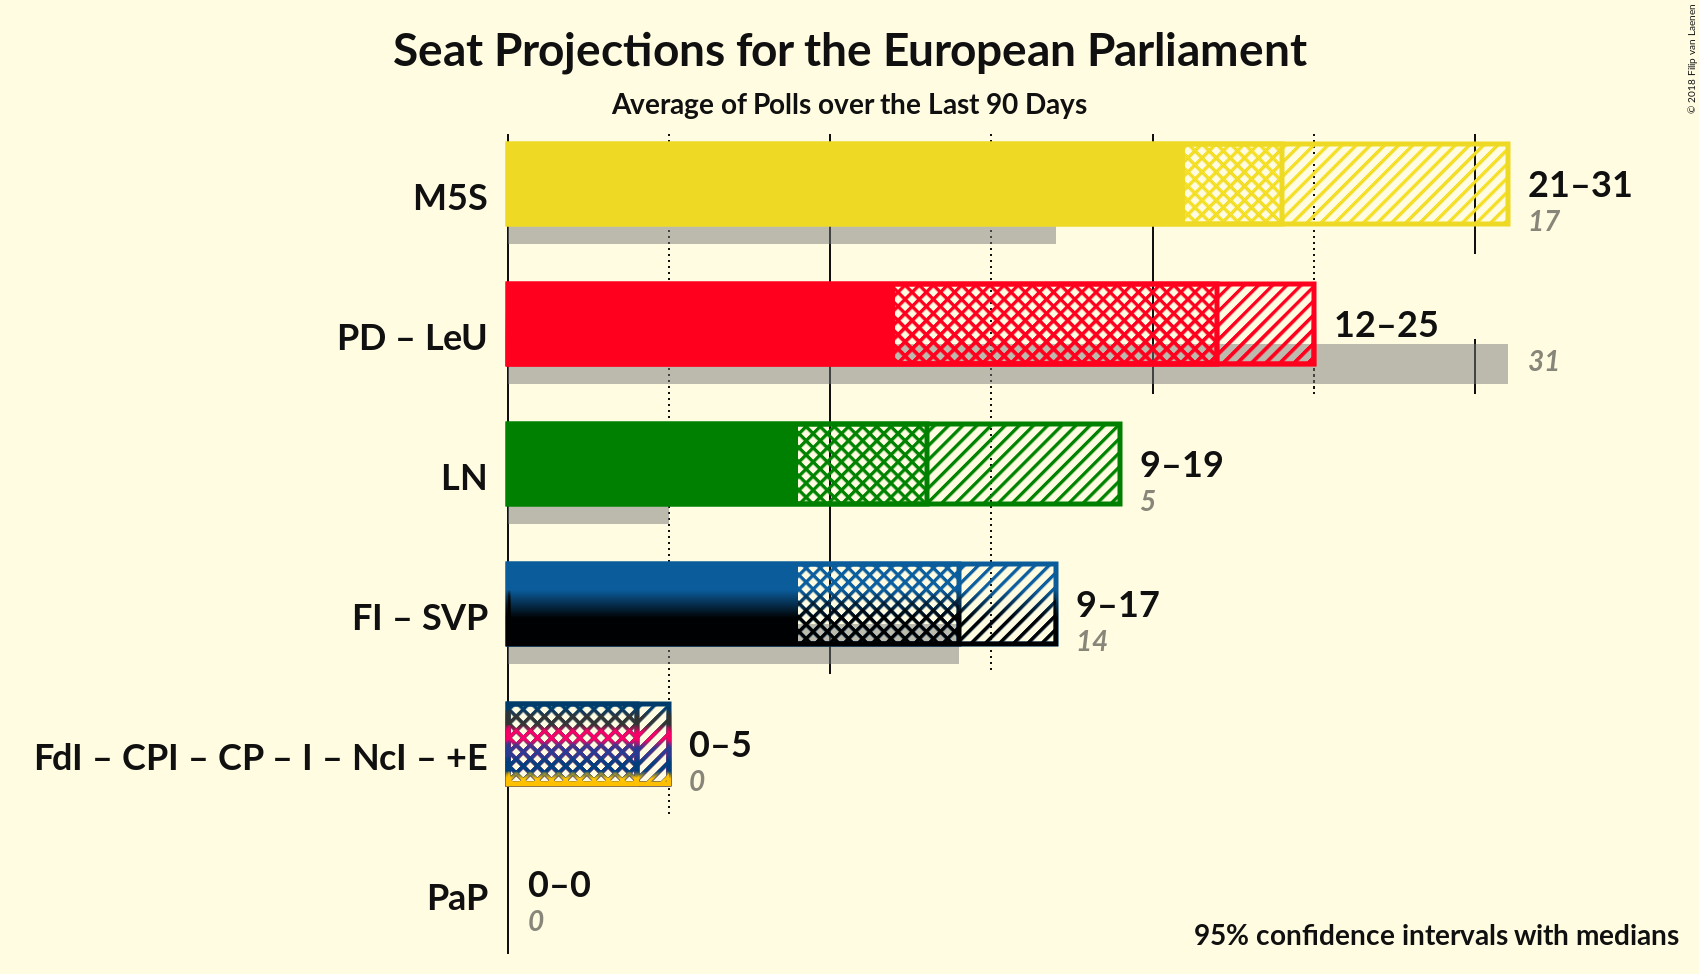 Seat Projections for the European Parliament
Average of Polls over the Last 90 Days
© 2018 Filip van Laenen
M5S
21–31
17
PD – LeU
12–25
31
LN
9–19
5
FI – SVP
9–17
14
FdI – CPI – CP – I – NcI – +E
0–5
0
PaP
0–0
0
95% confidence intervals with medians